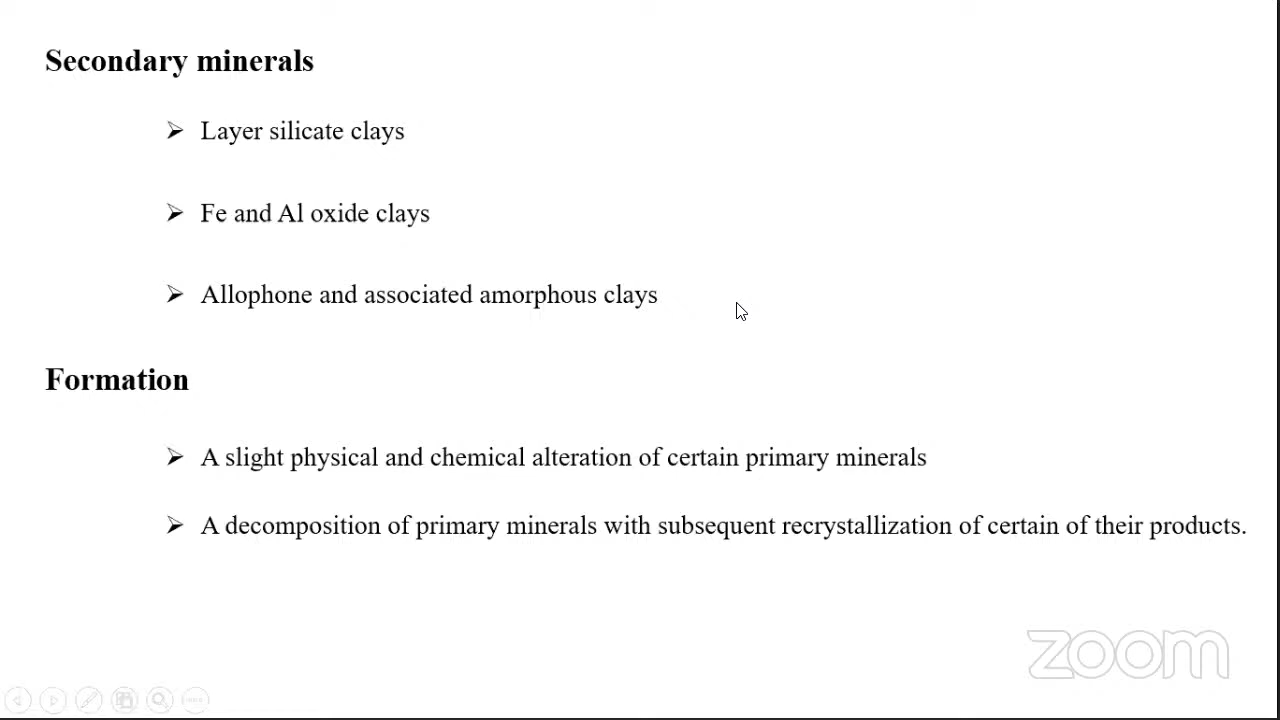 Secondary minerals
Layer silicate clays
Fe and Al oxide clays
Allophone and associated amorphous clays
Formation
A slight physical and chemical alteration of certain primary minerals
A decomposition of primary minerals with subsequent recrystallization of certain of their products.
zoom